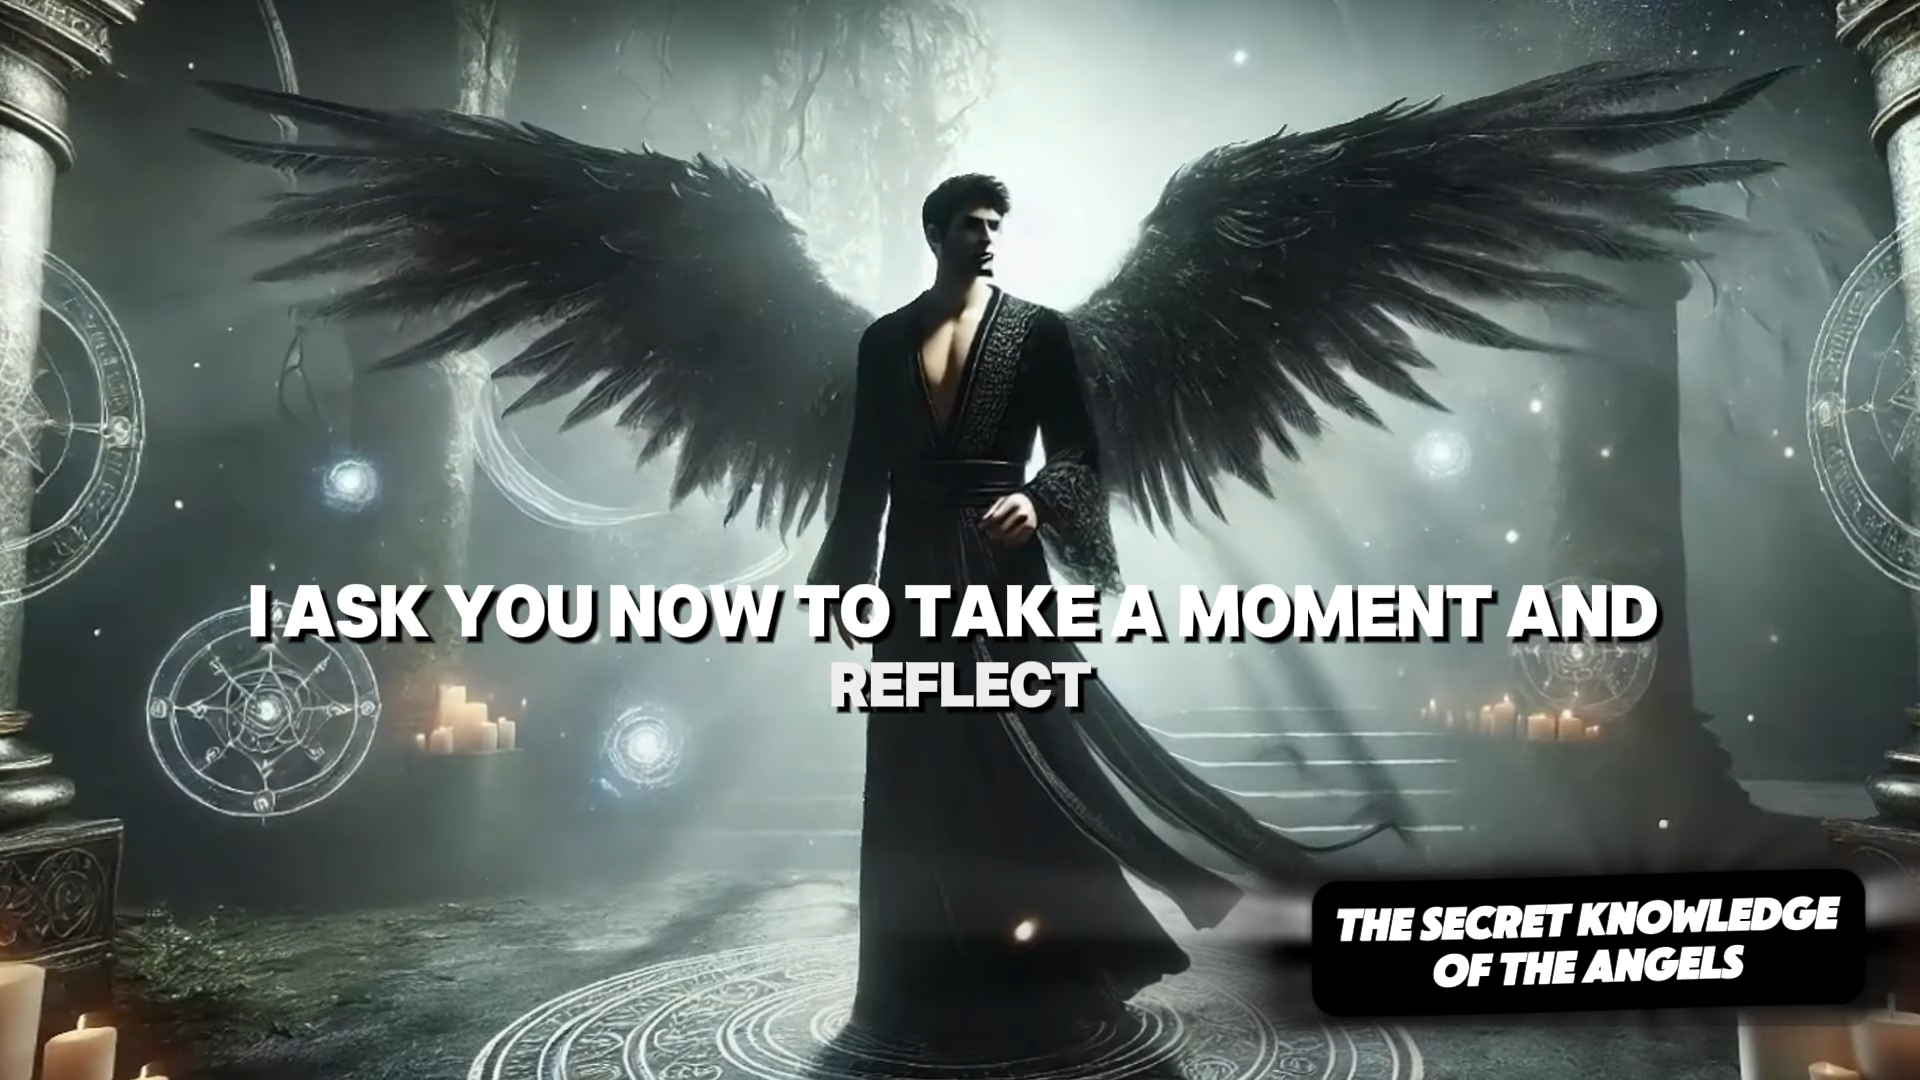 I ASK YOU NOW TO TAKE A MOMENT AND
REFLECT
THE SECRET KNOWLEDGE
OF THE ANGELS